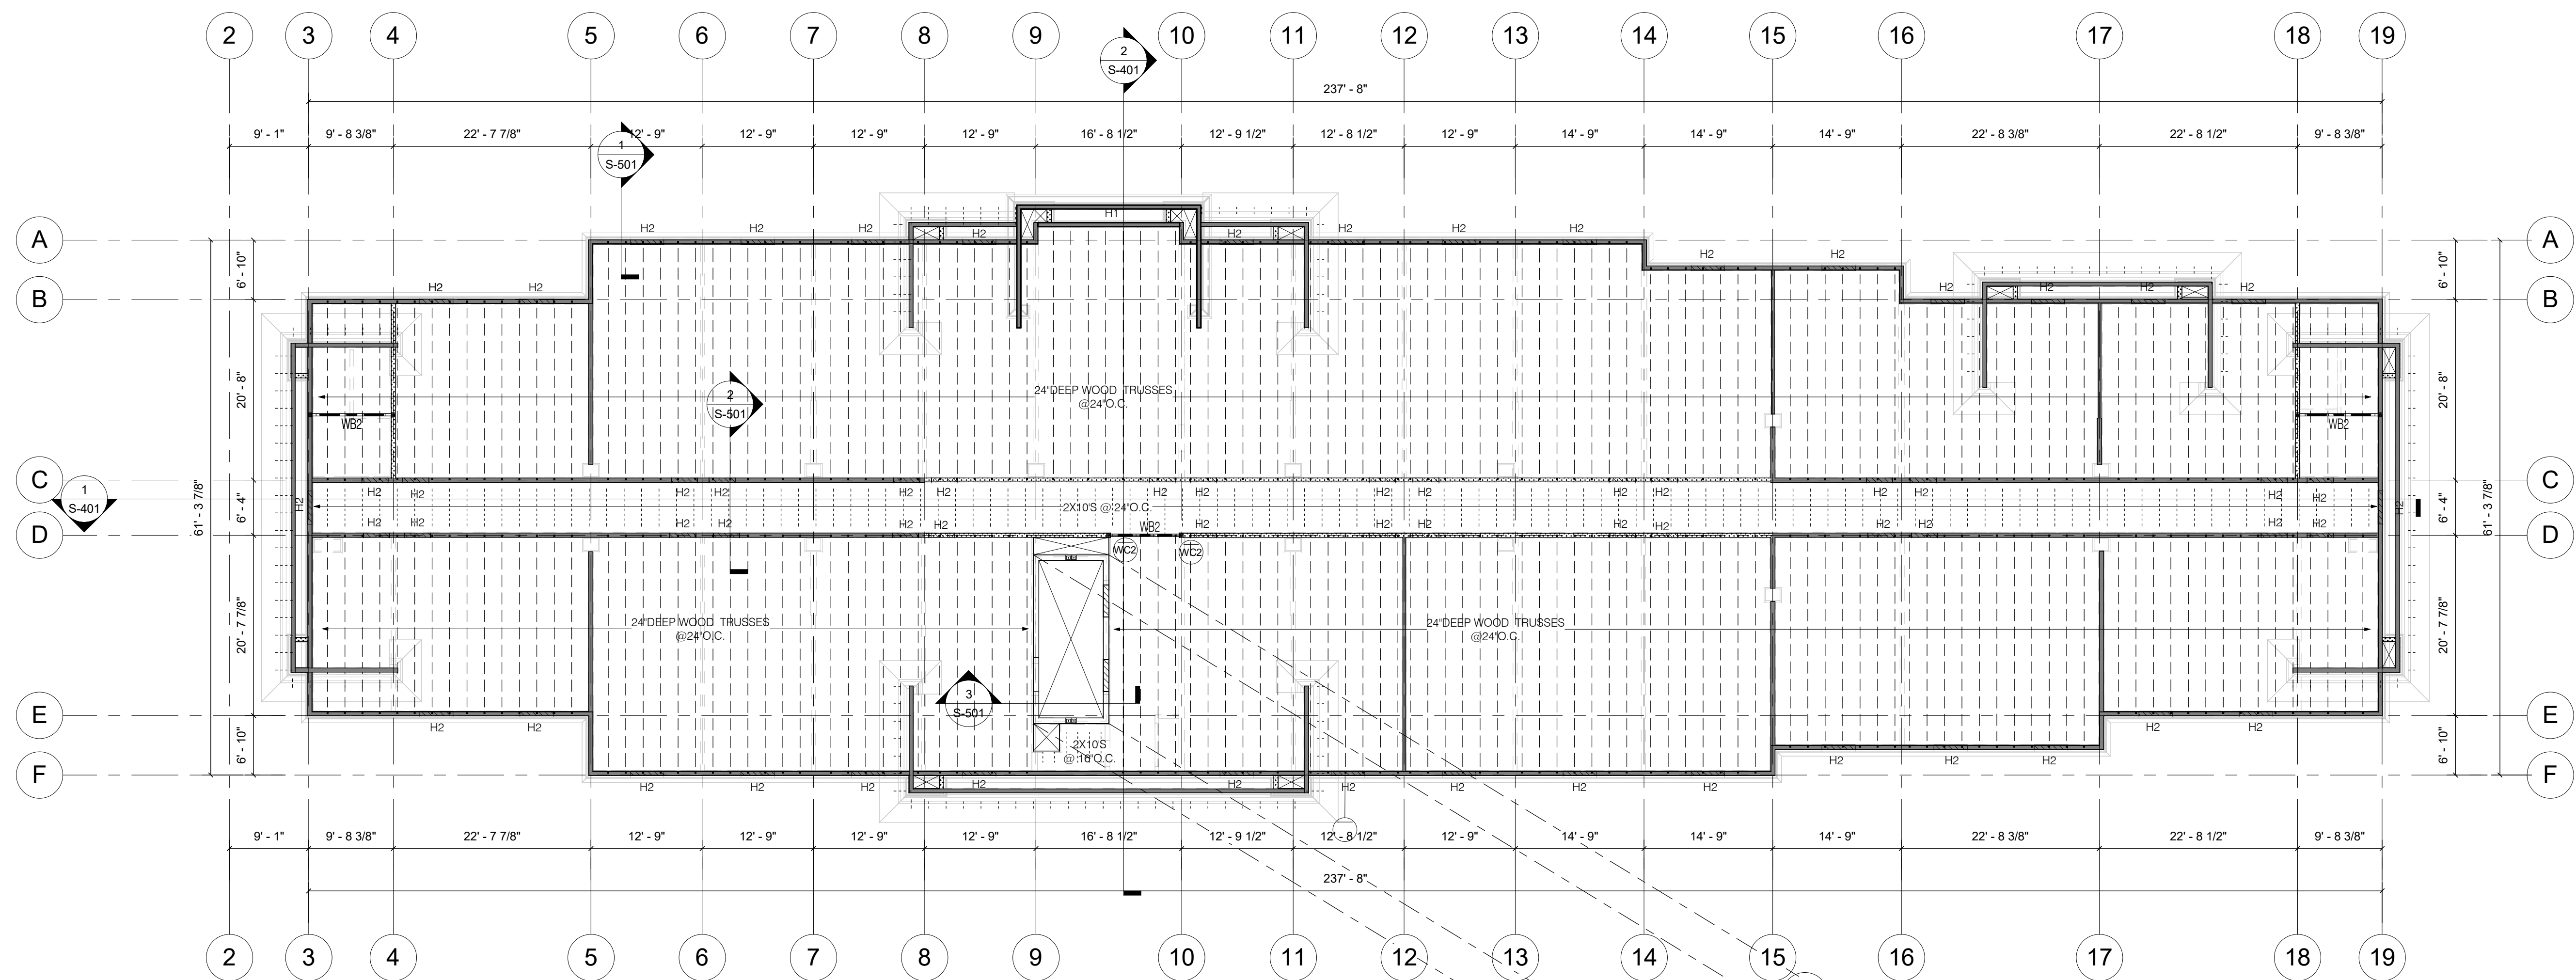 2 3 4 5 6 7 8 9 10 11 12 13 14 15 16 17 18 19
2
S-401
237' - 8"
9' - 1" 9' - 8 3/8" 22' - 7 7/8" 12' - 9" 12' - 9" 12' - 9" 12' - 9" 16' - 8 1/2" 12' - 9 1/2" 12' - 8 1/2" 12' - 9" 14' - 9" 14' - 9" 14' - 9" 22' - 8 3/8" 22' - 8 1/2" 9' - 8 3/8"
1
S-501
H1
H2 H2 H2 H2 H2 H2 H2 H2
A A
6' - 10" 6' - 10"
H2 H2
H2 H2 H2 H2 H2 H2
B B
20' - 8" 20' - 8"
24"DEEP WOOD TRUSSES
@24"O.C.
2
S-501
WB2 WB2
C C
1
S-401
H2 H2 H2 H2 H2 H2 H2 H2 H2 H2 H2 H2 H2 H2 H2 H2
61' - 3 7/8" 6' - 4" H2 2X10'S @ 24"O.C. H2 6' - 4" 61' - 3 7/8"
H2 H2 H2 H2 H2 H2 WB2 H2 H2 H2 H2 H2 H2 H2 H2 H2
D D
WC2 WC2
20' - 7 7/8" 20' - 7 7/8"
24"DEEP WOOD TRUSSES 24"DEEP WOOD TRUSSES
@24"O.C. @24"O.C.
3
S-501
E E
H2 H2 H2 H2
6' - 10" 6' - 10"
2X10'S
@ 16"O.C.
H2 H2 H2
F F
H2 H2 H2 H2 H2 H2 H2 H2 H2
9' - 1" 9' - 8 3/8" 22' - 7 7/8" 12' - 9" 12' - 9" 12' - 9" 12' - 9" 16' - 8 1/2" 12' - 9 1/2" 12' - 8 1/2" 12' - 9" 14' - 9" 14' - 9" 14' - 9" 22' - 8 3/8" 22' - 8 1/2" 9' - 8 3/8"
237' - 8"
2 3 4 5 6 7 8 9 10 11 12 13 14 15 16 17 18 19